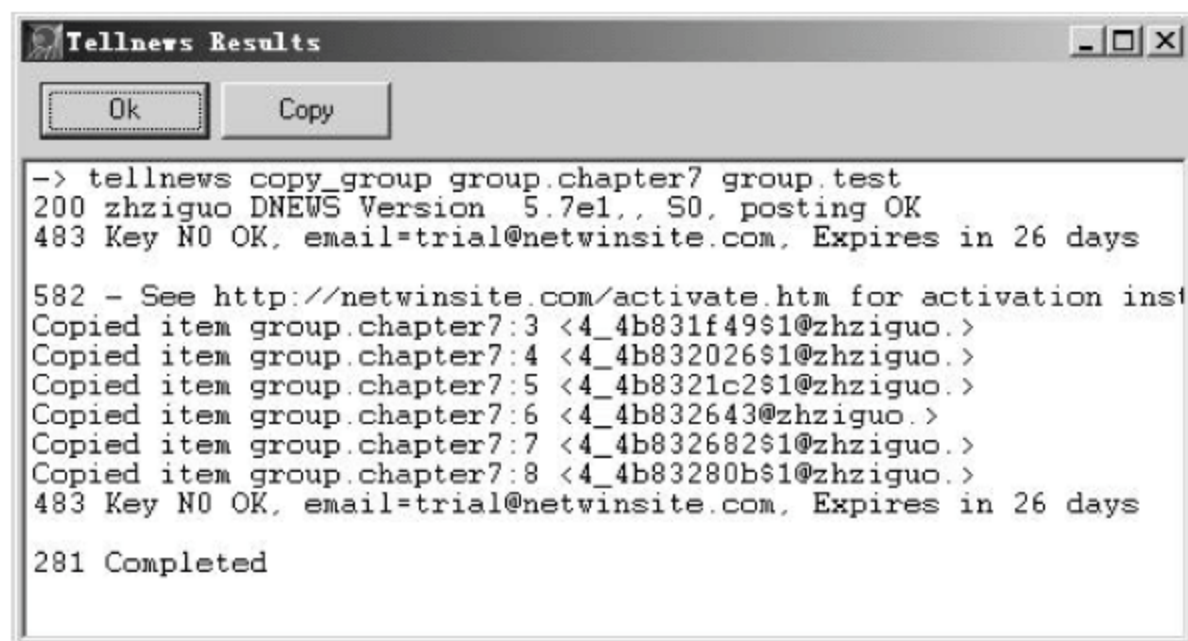 Tellnews Results
Ok Copy
-> tellnews copy_group group.chapter7 group.test
200 zhziguo DNEWS Version 5.7e1,, S0, posting OK
483 Key N0 OK, email=trial@netwinsite.com, Expires in 26 days
582 - See http://netwinsite.com/activate.htm for activation inst
Copied item group.chapter7:3 <4_4b831f49$1@zhziguo.>
Copied item group.chapter7:4 <4_4b832026$1@zhziguo.>
Copied item group.chapter7:5 <4_4b8321c2$1@zhziguo.>
Copied item group.chapter7:6 <4_4b832643@zhziguo.>
Copied item group.chapter7:7 <4_4b832682$1@zhziguo.>
Copied item group.chapter7:8 <4_4b83280b$1@zhziguo.>
483 Key N0 OK, email=trial@netwinsite.com, Expires in 26 days
281 Completed